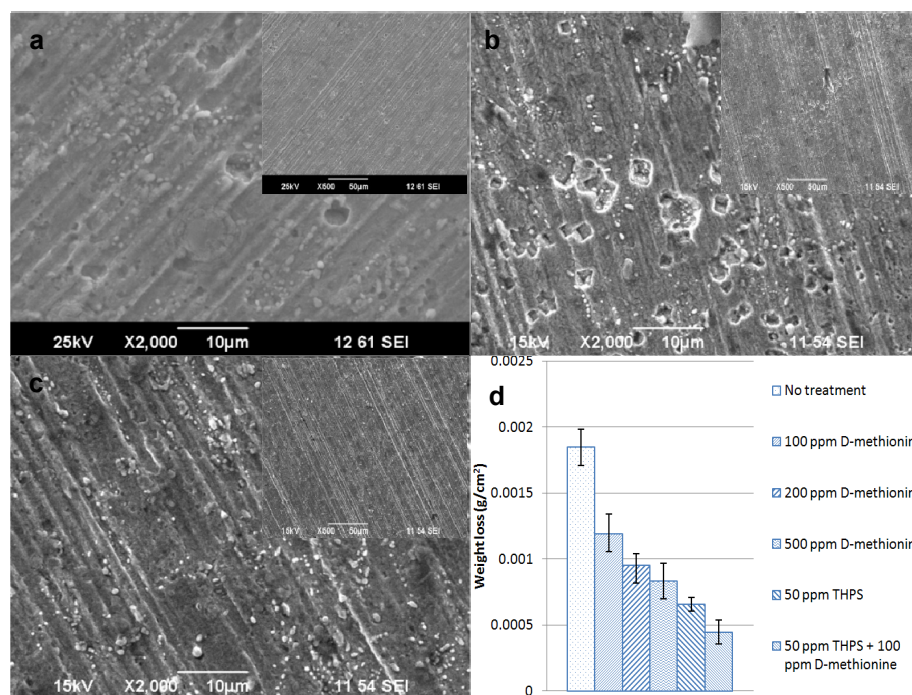 a
25kV X500 50µm 12 61 SEI
25kV X2,000 10µm 12 61 SEI
b
15kV X500 50µm 11 54 SEI
15kV X2,000 10µm 11 54 SEI
c
15kV X500 50µm 11 54 SEI
15kV X2,000 10µm 11 54 SEI
d
Weight loss (g/cm²)
0.0025
0.002
0.0015
0.001
0.0005
0
No treatment
100 ppm D-methionin
200 ppm D-methionin
500 ppm D-methionin
50 ppm THPS
50 ppm THPS + 100
ppm D-methionine